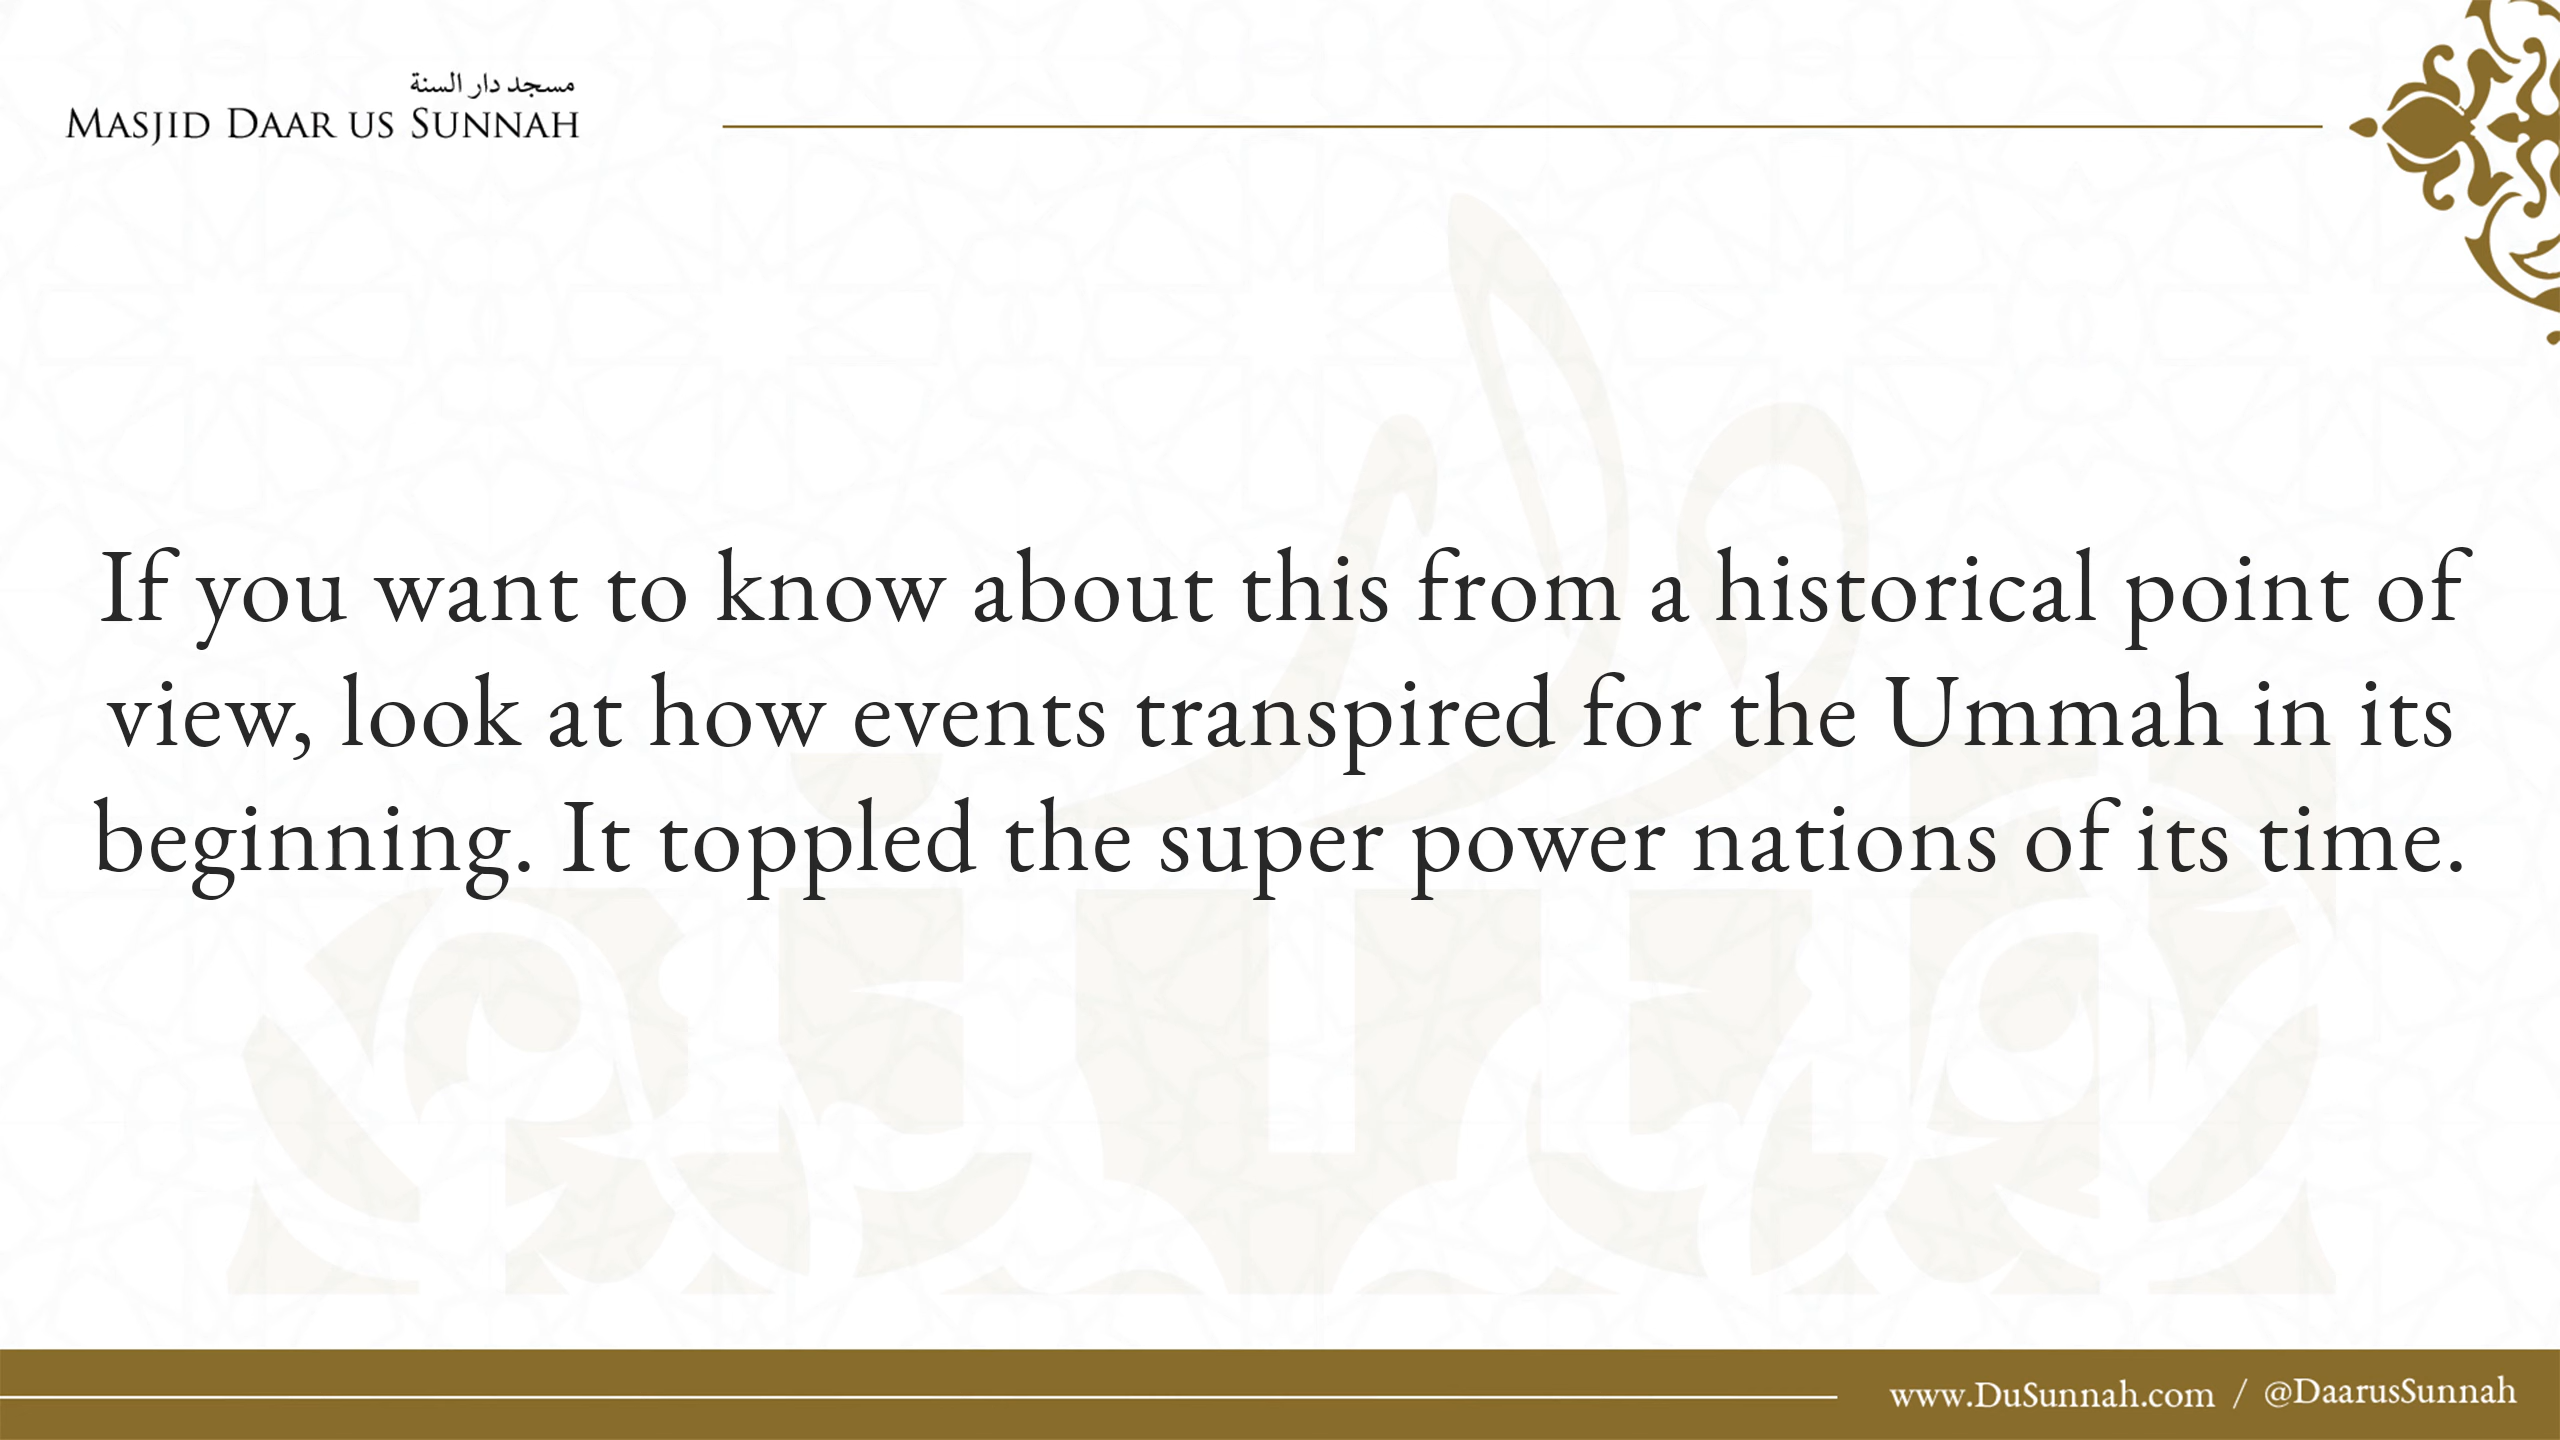 مسجد دار السنة
Masjid Daar us Sunnah
If you want to know about this from a historical point of
view, look at how events transpired for the Ummah in its
beginning. It toppled the super power nations of its time.
www.DuSunnah.com / @DaarusSunnah